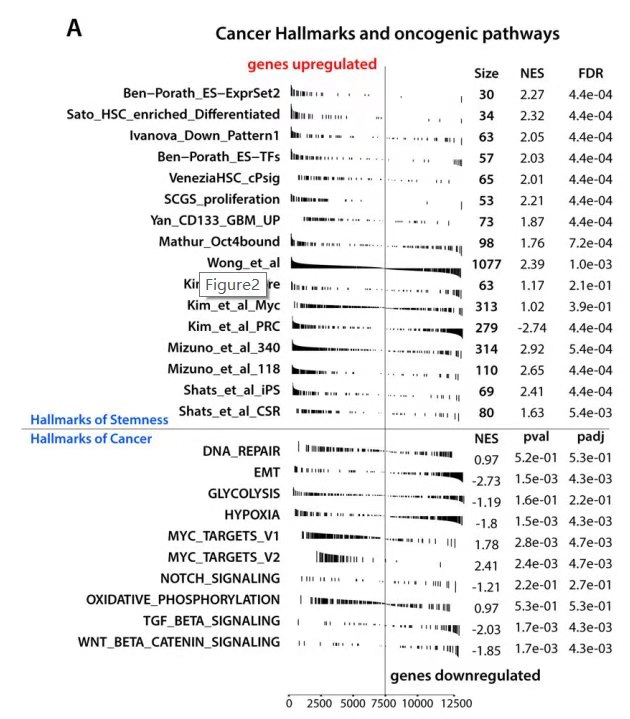 A
Cancer Hallmarks and oncogenic pathways
genes upregulated
Size NES FDR
Ben−Porath_ES−ExprSet2 30 2.27 4.4e-04
Sato_HSC_enriched_Differentiated 34 2.32 4.4e-04
Ivanova_Down_Pattern1 63 2.05 4.4e-04
Ben−Porath_ES−TFs 57 2.03 4.4e-04
VeneziaHSC_cPsig 65 2.01 4.4e-04
SCGS_proliferation 53 2.21 4.4e-04
Yan_CD133_GBM_UP 73 1.87 4.4e-04
Mathur_Oct4bound 98 1.76 7.2e-04
Wong_et_al 1077 2.39 1.0e-03
63 1.17 2.1e-01
Figure2
Kim_et_al_Myc 313 1.02 3.9e-01
Kim_et_al_PRC 279 -2.74 4.4e-04
Mizuno_et_al_340 314 2.92 5.4e-04
Mizuno_et_al_118 110 2.65 4.4e-04
Shats_et_al_iPS 69 2.41 4.4e-04
Shats_et_al_CSR 80 1.63 5.4e-03
Hallmarks of Stemness
Hallmarks of Cancer
NES pval padj
DNA_REPAIR 0.97 5.2e-01 5.3e-01
EMT -2.73 1.5e-03 4.3e-03
GLYCOLYSIS -1.19 1.6e-01 2.2e-01
HYPOXIA -1.8 1.5e-03 4.3e-03
MYC_TARGETS_V1 1.78 2.8e-03 4.7e-03
MYC_TARGETS_V2 2.41 2.4e-03 4.7e-03
NOTCH_SIGNALING -1.21 2.2e-01 2.7e-01
OXIDATIVE_PHOSPHORYLATION 0.97 5.3e-01 5.3e-01
TGF_BETA_SIGNALING -2.03 1.7e-03 4.3e-03
WNT_BETA_CATENIN_SIGNALING -1.85 1.7e-03 4.3e-03
genes downregulated
0 2500 5000 7500 10000 12500